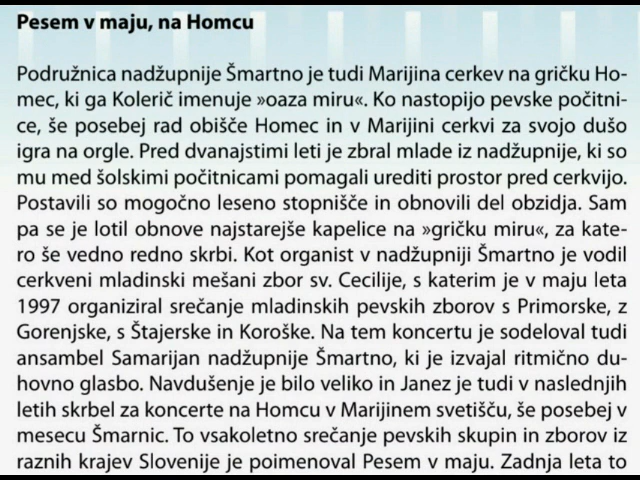 Pesem v maju, na Homcu
Podružnica nadžupnije Šmartno je tudi Marijina cerkev na gričku Ho-
mec, ki ga Kolerič imenuje »oaza miru«. Ko nastopijo pevske počitni-
ce, še posebej rad obišče Homec in v Marijini cerkvi za svojo dušo
igra na orgle. Pred dvanajstimi leti je zbral mlade iz nadžupnije, ki so
mu med šolskimi počitnicami pomagali urediti prostor pred cerkvijo.
Postavili so mogočno leseno stopnišče in obnovili del obzidja. Sam
pa se je lotil obnove najstarejše kapelice na »gričku miru«, za kate-
ro še vedno redno skrbi. Kot organist v nadžupniji Šmartno je vodil
cerkveni mladinski mešani zbor sv. Cecilije, s katerim je v maju leta
1997 organiziral srečanje mladinskih pevskih zborov s Primorske, z
Gorenjske, s Štajerske in Koroške. Na tem koncertu je sodeloval tudi
ansambel Samarijan nadžupnije Šmartno, ki je izvajal ritmično du-
hovno glasbo. Navdušenje je bilo veliko in Janez je tudi v naslednjih
letih skrbel za koncerte na Homcu v Marijinem svetišču, še posebej v
mesecu Šmarnic. To vsakoletno srečanje pevskih skupin in zborov iz
raznih krajev Slovenije je poimenoval Pesem v maju. Zadnja leta to